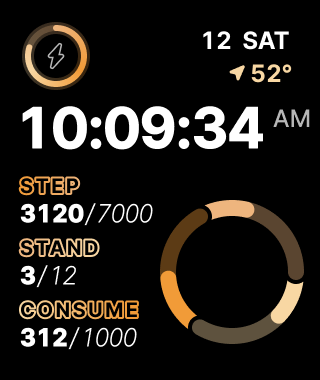 12 SAT
52°
10:09:34 AM
STEP
3120/7000
STAND
3/12
CONSUME
312/1000